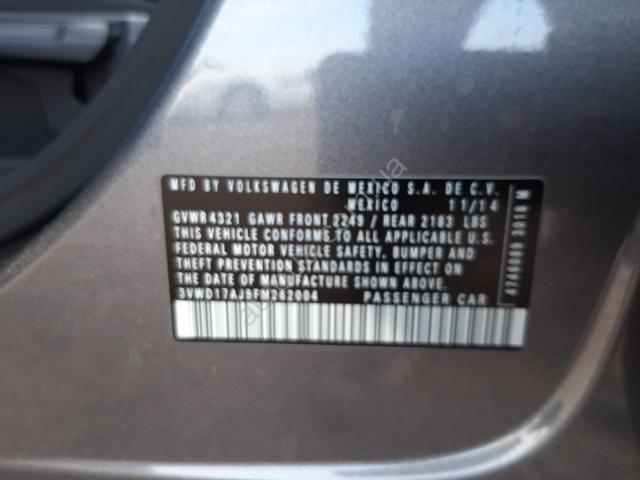 MFD BY VOLKSWAGEN DE MEXICO S.A. DE C.V.
MEXICO 11/14
GVWR 4321 GAWR FRONT 2249 / REAR 2183 LBS
THIS VEHICLE CONFORMS TO ALL APPLICABLE U.S.
FEDERAL MOTOR VEHICLE SAFETY, BUMPER AND
THEFT PREVENTION STANDARDS IN EFFECT ON
THE DATE OF MANUFACTURE SHOWN ABOVE.
3VWD17AJ9FM262004 PASSENGER CAR